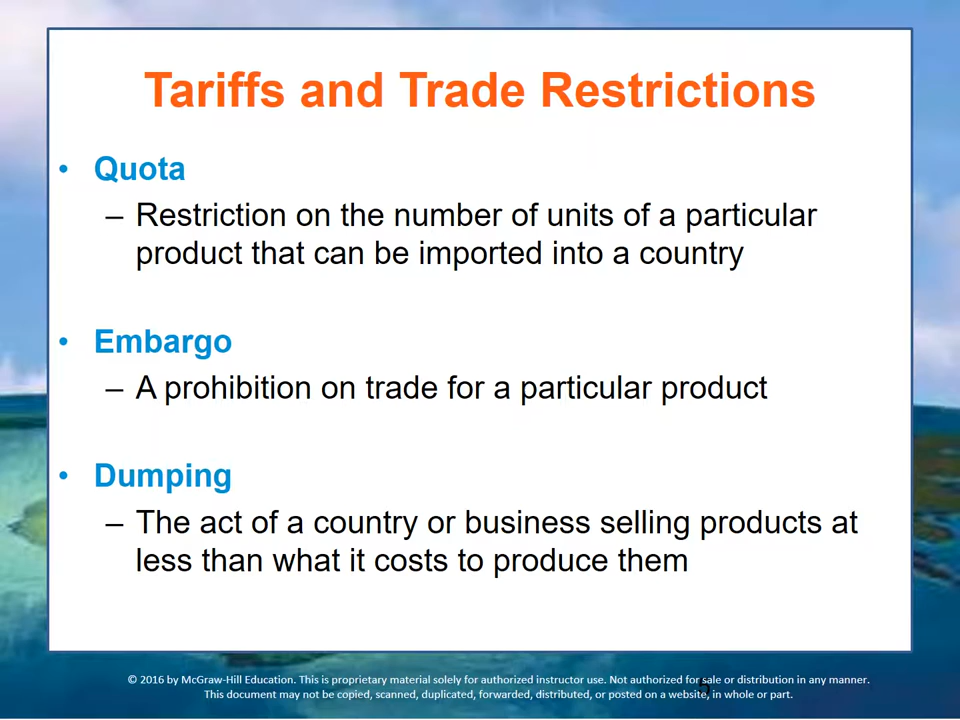 Tariffs and Trade Restrictions
• Quota
– Restriction on the number of units of a particular
product that can be imported into a country
• Embargo
– A prohibition on trade for a particular product
• Dumping
– The act of a country or business selling products at
less than what it costs to produce them
© 2016 by McGraw-Hill Education. This is proprietary material solely for authorized instructor use. Not authorized for sale or distribution in any manner.
This document may not be copied, scanned, duplicated, forwarded, distributed, or posted on a website, in whole or part.
5